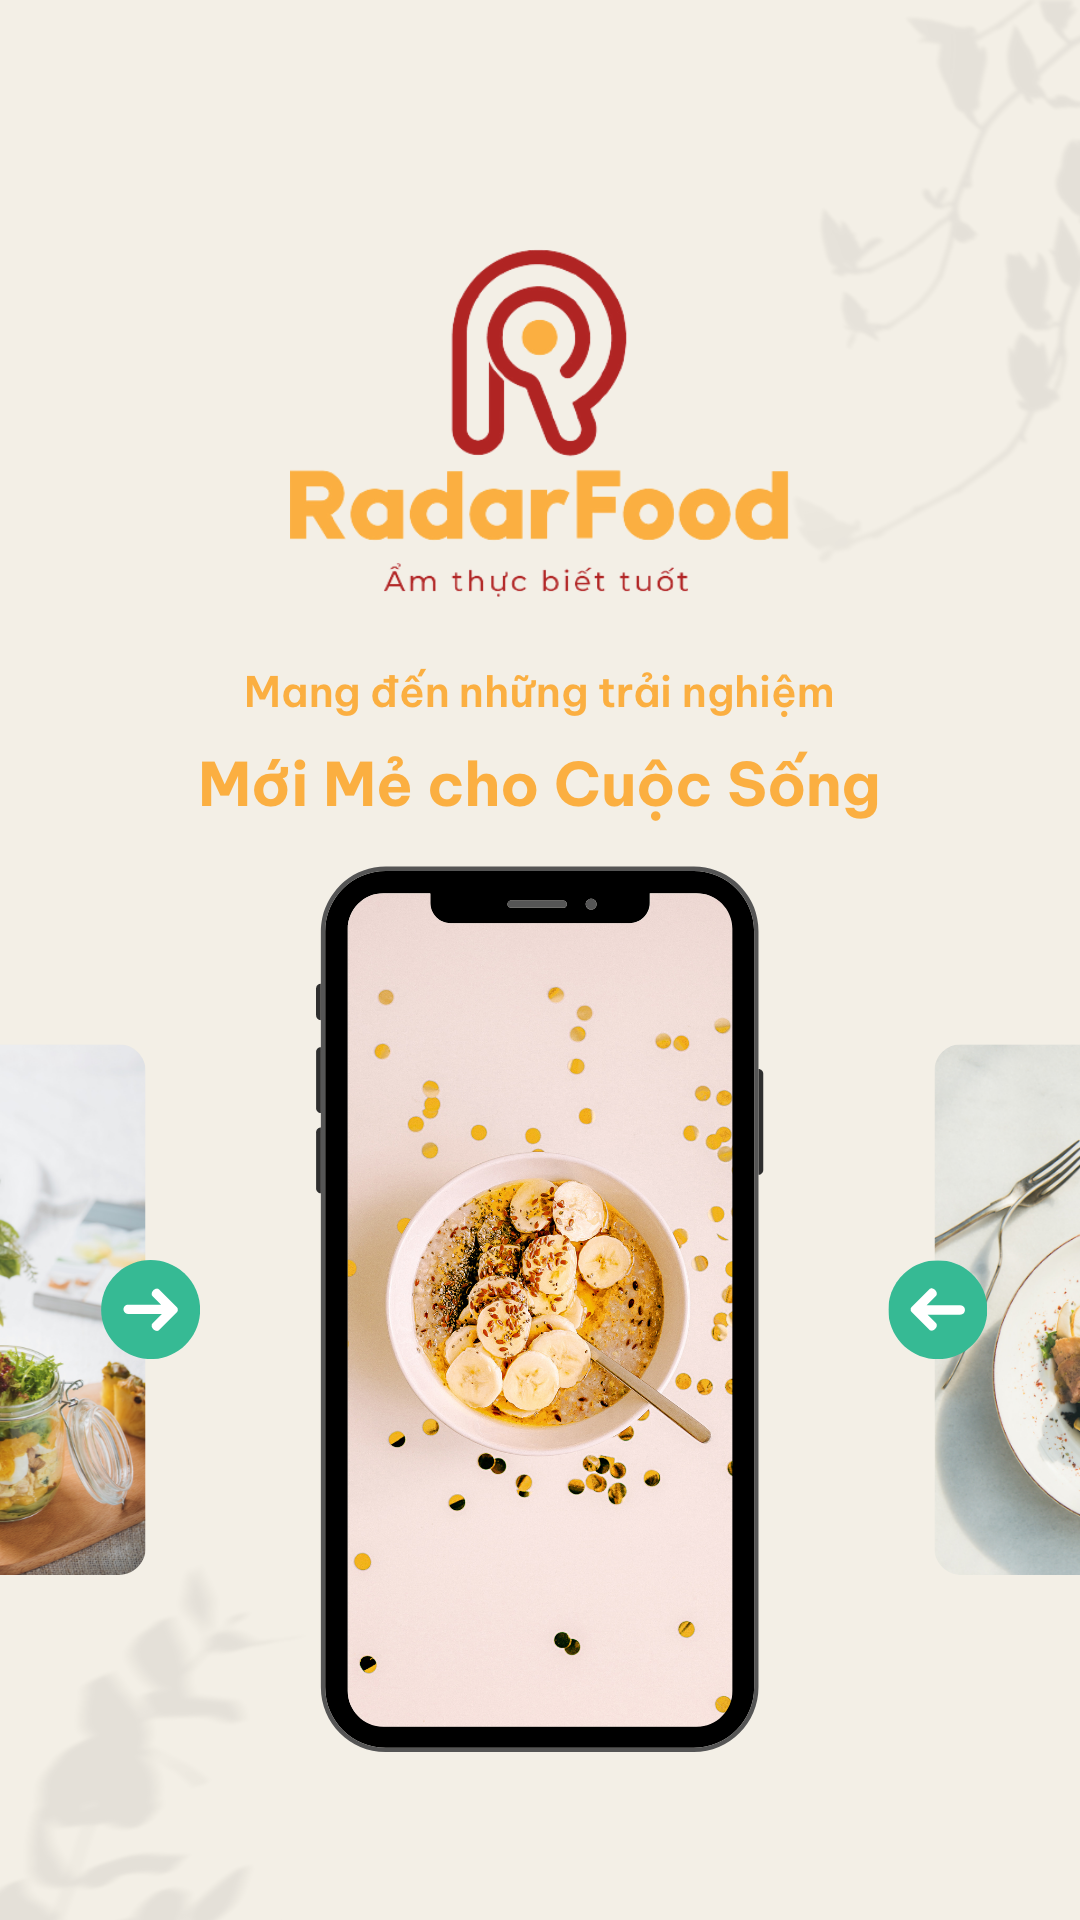 RadarFood
Ẩm thực biết tuốt
Mang đến những trải nghiệm
Mới Mẻ cho Cuộc Sống